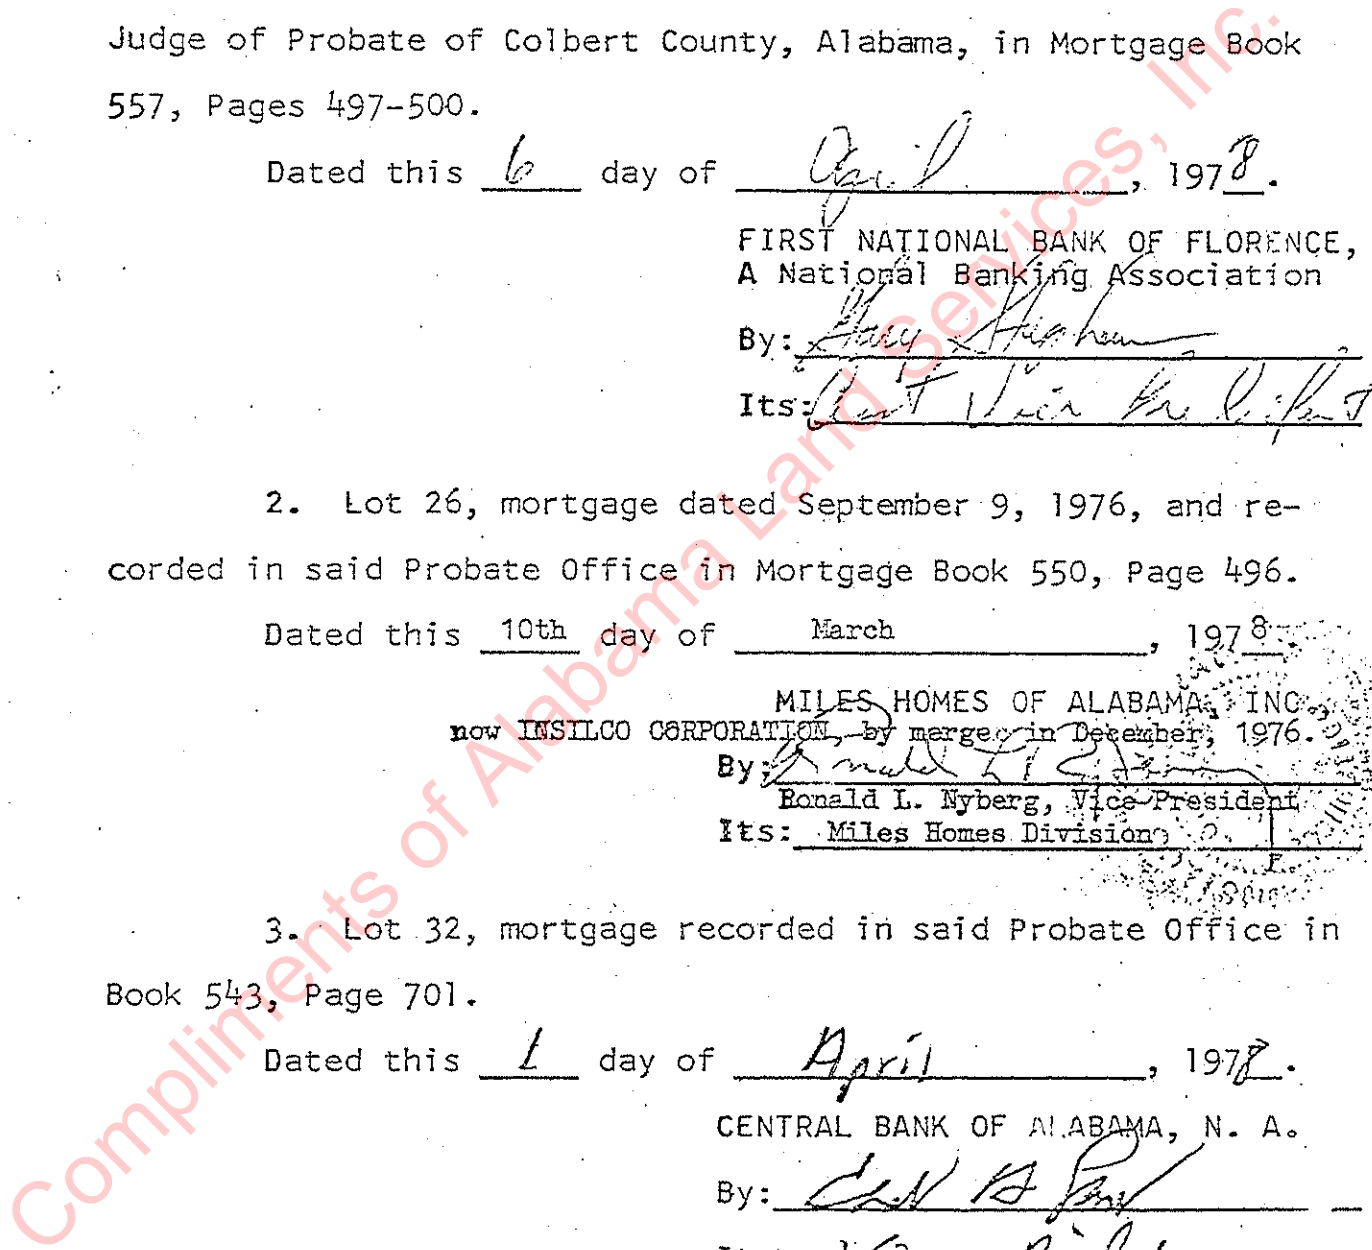 Judge of Probate of Colbert County, Alabama, in Mortgage Book
557, Pages 497-500.
Dated this 6 day of April, 1978.
FIRST NATIONAL BANK OF FLORENCE,
A National Banking Association
By: Gary Stephens
Its: Asst Vice President
2. Lot 26, mortgage dated September 9, 1976, and re-
corded in said Probate Office in Mortgage Book 550, Page 496.
Dated this 10th day of March, 1978.
MILES HOMES OF ALABAMA, INC.
now INSILCO CORPORATION, by merger in December, 1976.
By:
Ronald L. Nyberg, Vice President
Its: Miles Homes Division
3. Lot 32, mortgage recorded in said Probate Office in
Book 543, Page 701.
Dated this 1 day of April, 1978.
CENTRAL BANK OF ALABAMA, N. A.
By:
Compliments of Alabama Land Services, Inc.